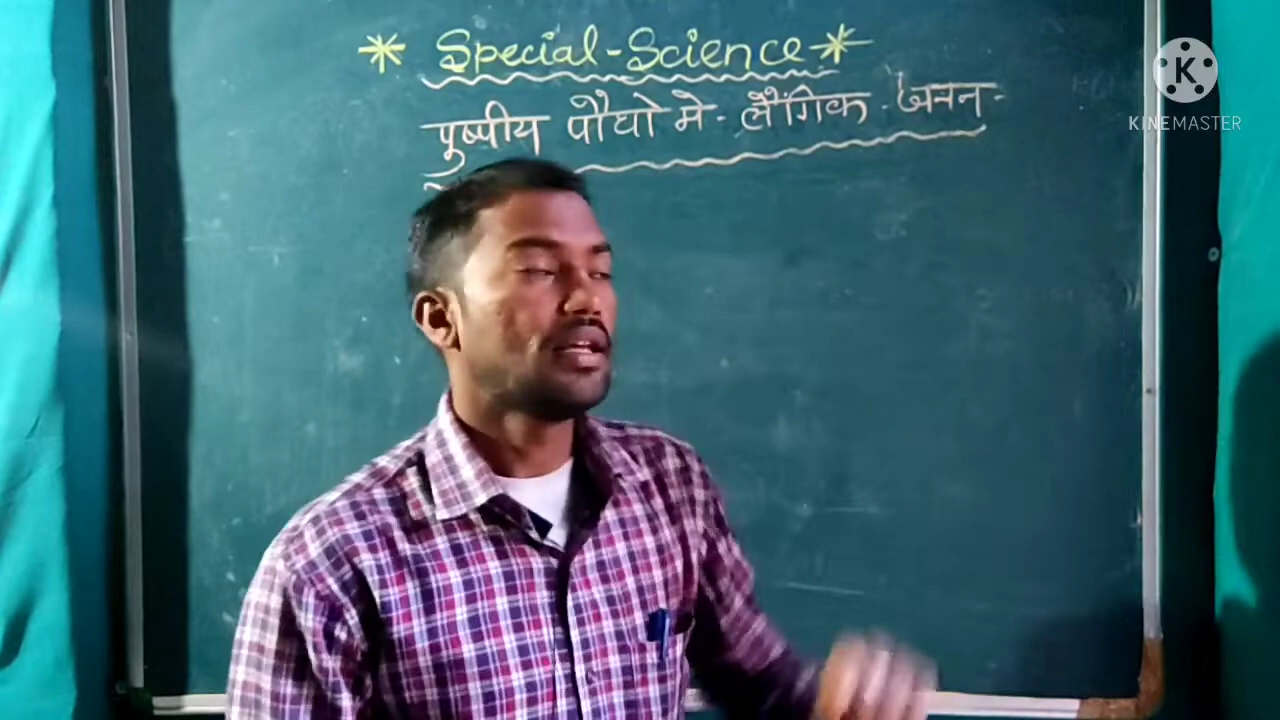 * Special-Science *
पुष्पीय पौधो मे - लैंगिक - जनन -
K
KINEMASTER